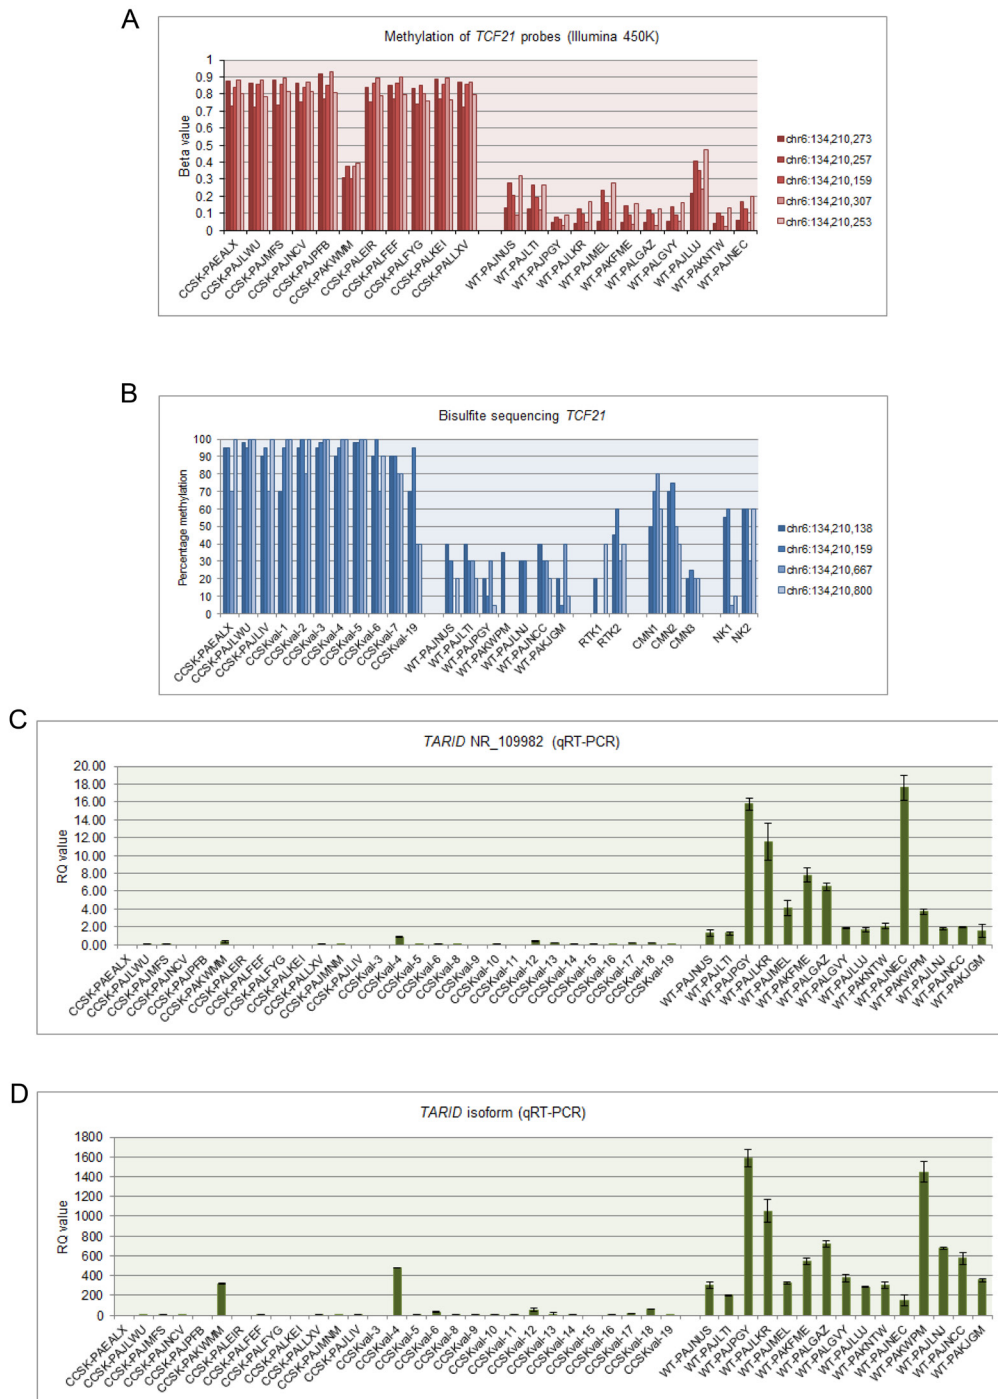 A
Methylation of TCF21 probes (Illumina 450K)
Beta value
1
0.9
0.8
0.7
0.6
0.5
0.4
0.3
0.2
0.1
0
CCSK-PAEALX
CCSK-PAJLWU
CCSK-PAJMFS
CCSK-PAJNCV
CCSK-PAJPFB
CCSK-PAKWMM
CCSK-PALEIR
CCSK-PALFEF
CCSK-PALFYG
CCSK-PALKEI
CCSK-PALLXV
WT-PAJNUS
WT-PAJLTI
WT-PAJPGY
WT-PAJLKR
WT-PAJMEL
WT-PAKFME
WT-PALGAZ
WT-PALGVY
WT-PAJLUJ
WT-PAKNTW
WT-PAJNEC
chr6:134,210,273
chr6:134,210,257
chr6:134,210,159
chr6:134,210,307
chr6:134,210,253
B
Bisulfite sequencing TCF21
Percentage methylation
100
90
80
70
60
50
40
30
20
10
0
CCSK-PAEALX
CCSK-PAJLWU
CCSK-PAJLIV
CCSKval-1
CCSKval-2
CCSKval-3
CCSKval-4
CCSKval-5
CCSKval-6
CCSKval-7
CCSKval-19
WT-PAJNUS
WT-PAJLTI
WT-PAJPGY
WT-PAKWPM
WT-PAJLNJ
WT-PAJNCC
WT-PAKJGM
RTK1
RTK2
CMN1
CMN2
CMN3
NK1
NK2
chr6:134,210,138
chr6:134,210,159
chr6:134,210,667
chr6:134,210,800
C
TARID NR_109982 (qRT-PCR)
RQ value
20.00
18.00
16.00
14.00
12.00
10.00
8.00
6.00
4.00
2.00
0.00
CCSK-PAEALX
CCSK-PAJLWU
CCSK-PAJMFS
CCSK-PAJNCV
CCSK-PAJPFB
CCSK-PAKWMM
CCSK-PALEIR
CCSK-PALFEF
CCSK-PALFYG
CCSK-PALKEI
CCSK-PALLXV
CCSK-PAJMNM
CCSK-PAJLIV
CCSKval-3
CCSKval-4
CCSKval-5
CCSKval-6
CCSKval-8
CCSKval-9
CCSKval-10
CCSKval-11
CCSKval-12
CCSKval-13
CCSKval-14
CCSKval-15
CCSKval-16
CCSKval-17
CCSKval-18
CCSKval-19
WT-PAJNUS
WT-PAJLTI
WT-PAJPGY
WT-PAJLKR
WT-PAJMEL
WT-PAKFME
WT-PALGAZ
WT-PALGVY
WT-PAJLUJ
WT-PAKNTW
WT-PAJNEC
WT-PAKWPM
WT-PAJLNJ
WT-PAJNCC
WT-PAKJGM
D
TARID isoform (qRT-PCR)
RQ value
1800
1600
1400
1200
1000
800
600
400
200
0
CCSK-PAEALX
CCSK-PAJLWU
CCSK-PAJMFS
CCSK-PAJNCV
CCSK-PAJPFB
CCSK-PAKWMM
CCSK-PALEIR
CCSK-PALFEF
CCSK-PALFYG
CCSK-PALKEI
CCSK-PALLXV
CCSK-PAJMNM
CCSK-PAJLIV
CCSKval-3
CCSKval-4
CCSKval-5
CCSKval-6
CCSKval-8
CCSKval-9
CCSKval-10
CCSKval-11
CCSKval-12
CCSKval-13
CCSKval-14
CCSKval-15
CCSKval-16
CCSKval-17
CCSKval-18
CCSKval-19
WT-PAJNUS
WT-PAJLTI
WT-PAJPGY
WT-PAJLKR
WT-PAJMEL
WT-PAKFME
WT-PALGAZ
WT-PALGVY
WT-PAJLUJ
WT-PAKNTW
WT-PAJNEC
WT-PAKWPM
WT-PAJLNJ
WT-PAJNCC
WT-PAKJGM